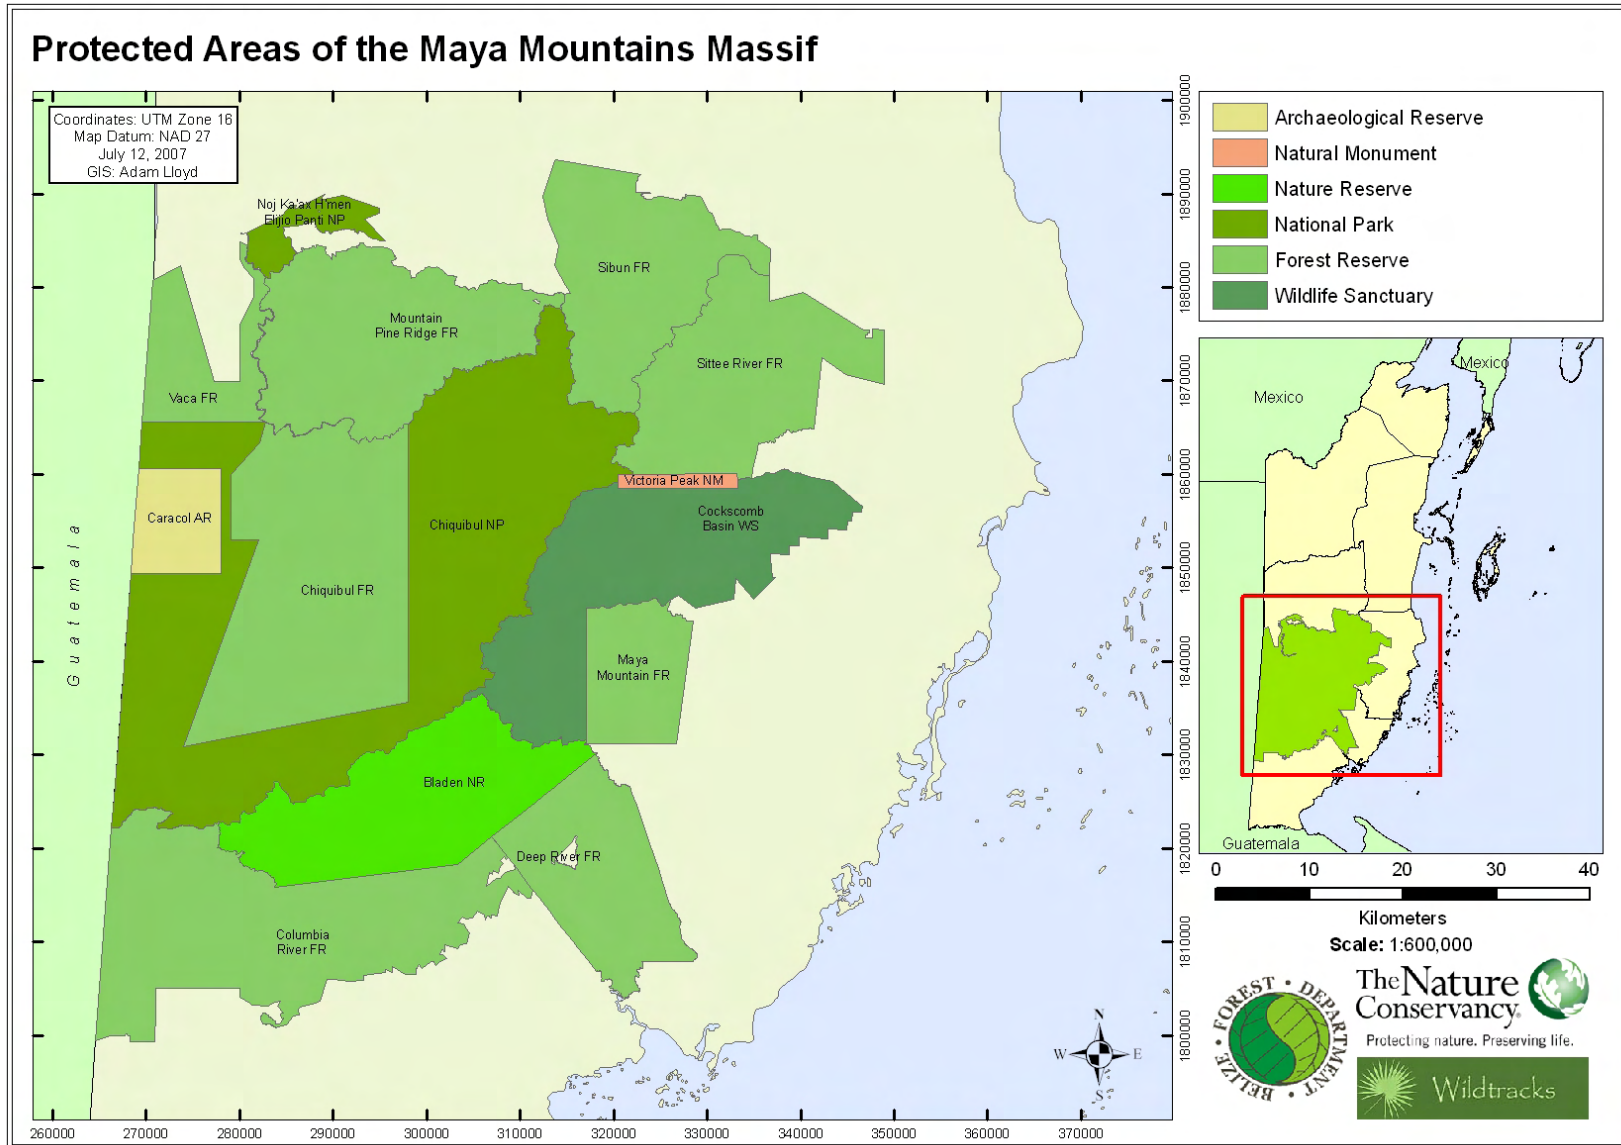 Protected Areas of the Maya Mountains Massif
Coordinates: UTM Zone 16
Map Datum: NAD 27
July 12, 2007
GIS: Adam Lloyd
Noj Ka'ax H'men
Elijio Panti NP
Sibun FR
Mountain
Pine Ridge FR
Sittee River FR
Vaca FR
Victoria Peak NM
Caracol AR
Chiquibul NP
Cockscomb
Basin WS
Chiquibul FR
Guatemala
Maya
Mountain FR
Bladen NR
Deep River FR
Columbia
River FR
N
W
E
S
260000
270000
280000
290000
300000
310000
320000
330000
340000
350000
360000
370000
1900000
1890000
1880000
1870000
1860000
1850000
1840000
1830000
1820000
1810000
1800000
Archaeological Reserve
Natural Monument
Nature Reserve
National Park
Forest Reserve
Wildlife Sanctuary
Mexico
Mexico
Guatemala
0 10 20 30 40
Kilometers
Scale: 1:600,000
BELIZE • FOREST • DEPARTMENT •
The Nature
Conservancy®
Protecting nature. Preserving life.
Wildtracks